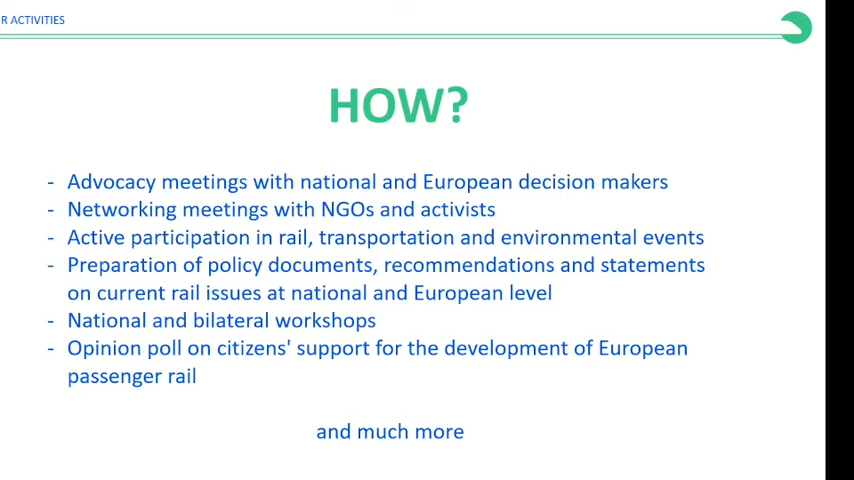 R ACTIVITIES
HOW?
- Advocacy meetings with national and European decision makers
- Networking meetings with NGOs and activists
- Active participation in rail, transportation and environmental events
- Preparation of policy documents, recommendations and statements
on current rail issues at national and European level
- National and bilateral workshops
- Opinion poll on citizens' support for the development of European
passenger rail
and much more